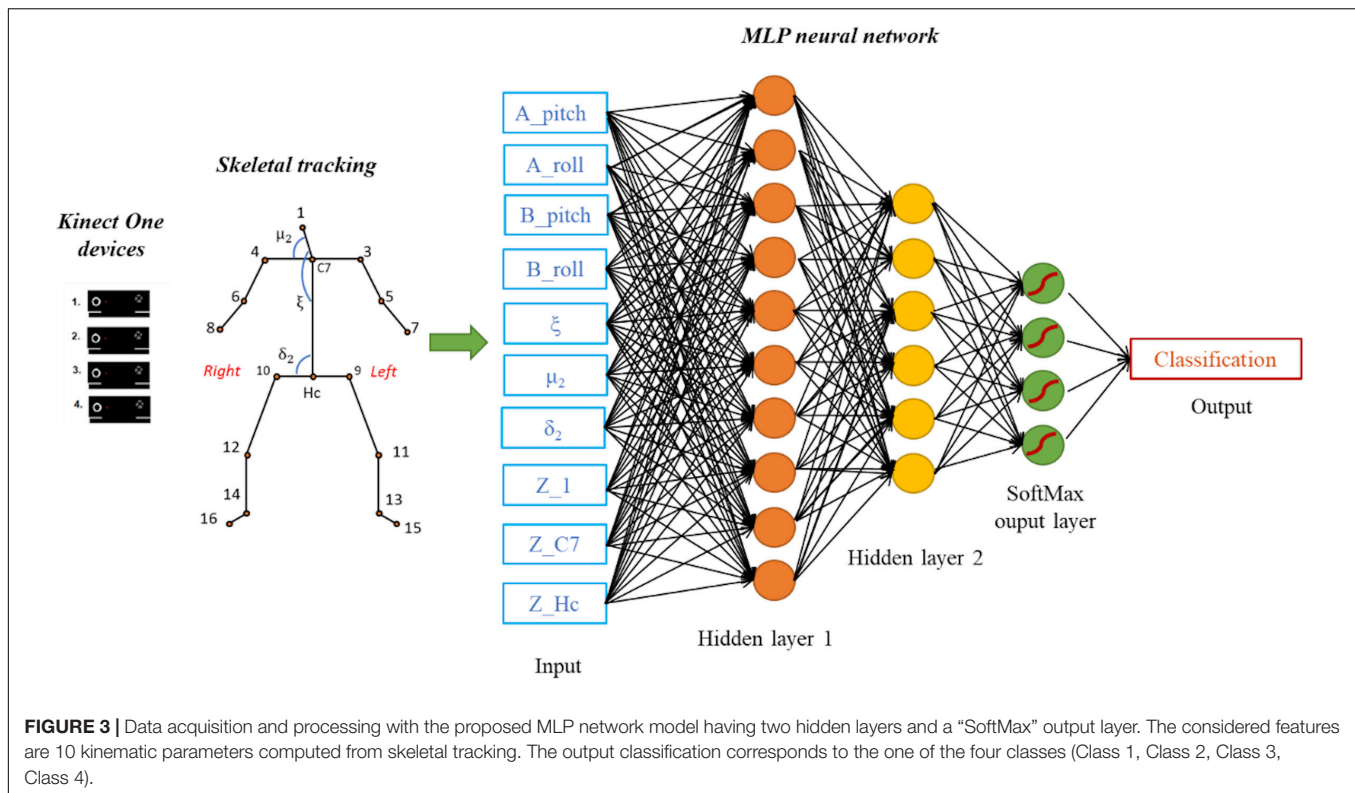 MLP neural network
Skeletal tracking
Kinect One
devices
1.
2.
3.
4.
1
μ₂
4
3
C7
6
ξ
5
8
7
δ₂
Right
10
9
Left
Hc
12
11
14
13
16
15
A_pitch
A_roll
B_pitch
B_roll
ξ
μ₂
δ₂
Z_1
Z_C7
Z_Hc
Input
Hidden layer 1
Hidden layer 2
SoftMax
ouput layer
Classification
Output
FIGURE 3 | Data acquisition and processing with the proposed MLP network model having two hidden layers and a “SoftMax” output layer. The considered features
are 10 kinematic parameters computed from skeletal tracking. The output classification corresponds to the one of the four classes (Class 1, Class 2, Class 3,
Class 4).